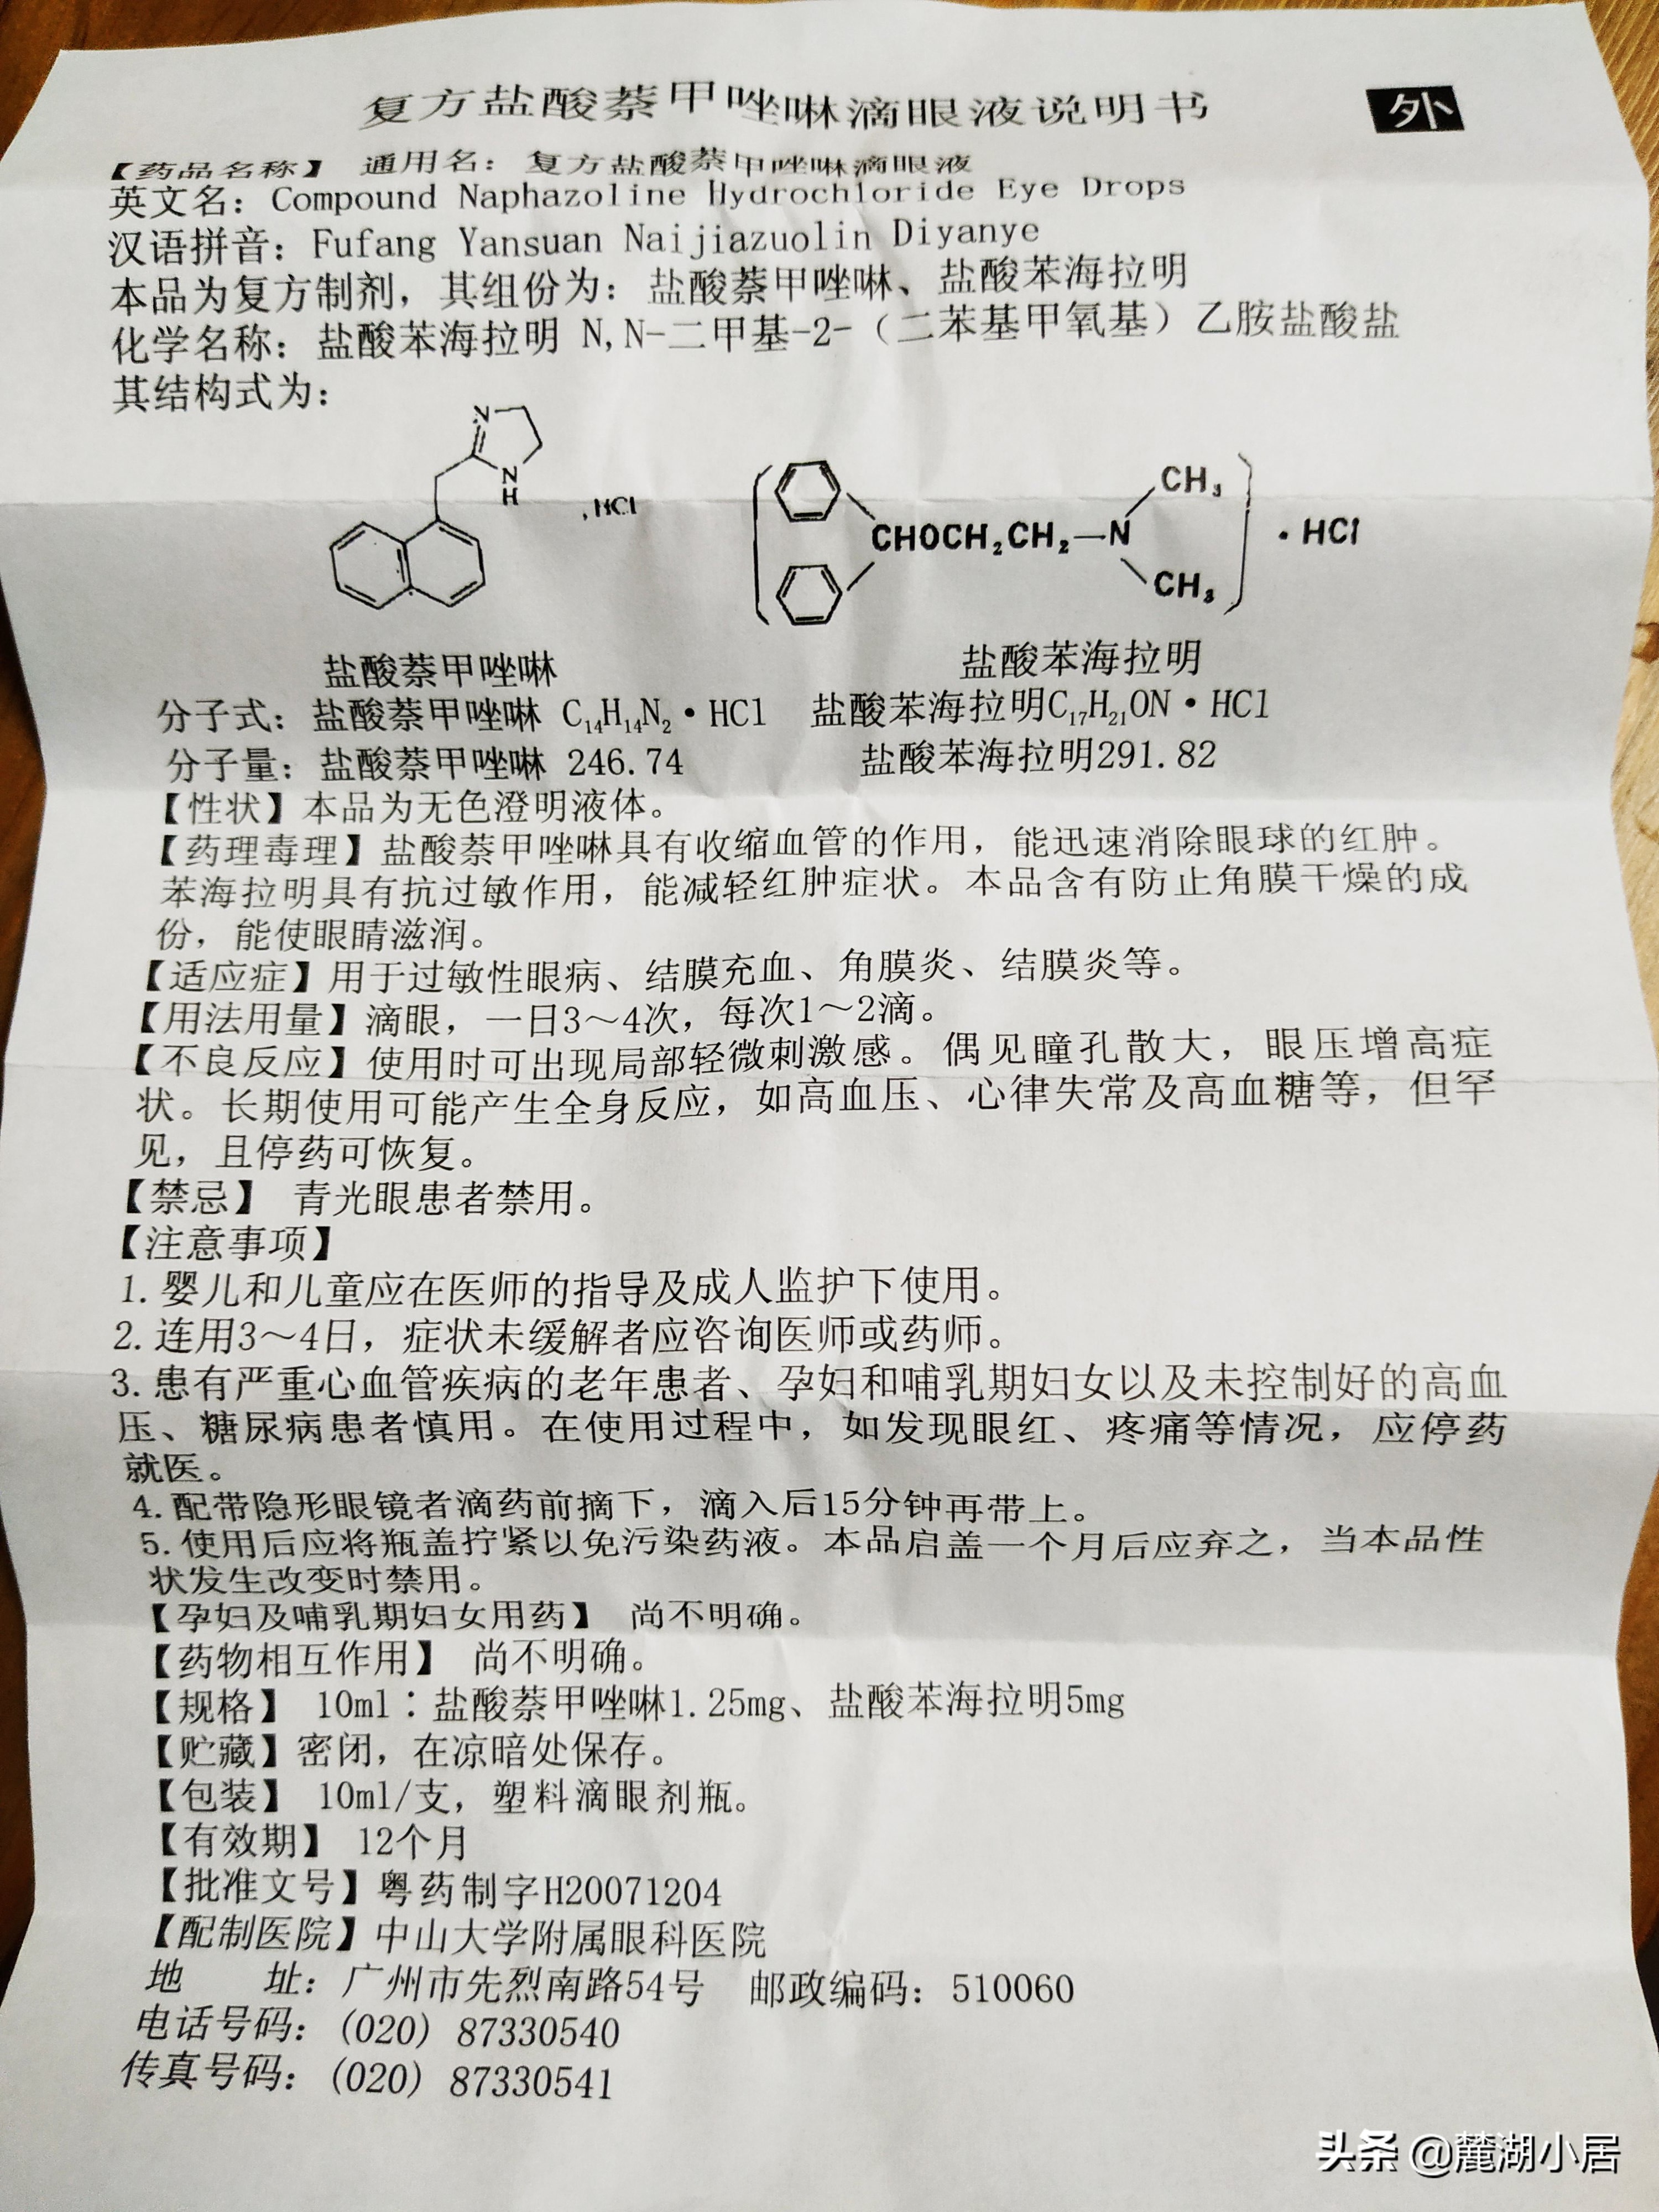 复方盐酸萘甲唑啉滴眼液说明书 外
【药品名称】 通用名：复方盐酸萘甲唑啉滴眼液
英文名：Compound Naphazoline Hydrochloride Eye Drops
汉语拼音：Fufang Yansuan Naijiazuolin Diyanye
本品为复方制剂，其组份为：盐酸萘甲唑啉、盐酸苯海拉明
化学名称：盐酸苯海拉明 N,N-二甲基-2-（二苯基甲氧基）乙胺盐酸盐
其结构式为：
N
N
H
.HCl
CHOCH₂CH₂—N
CH₃
CH₃
·HCl
盐酸萘甲唑啉 盐酸苯海拉明
分子式：盐酸萘甲唑啉 C₁₄H₁₄N₂·HCl 盐酸苯海拉明C₁₇H₂₁ON·HCl
分子量：盐酸萘甲唑啉 246.74 盐酸苯海拉明291.82
【性状】本品为无色澄明液体。
【药理毒理】盐酸萘甲唑啉具有收缩血管的作用，能迅速消除眼球的红肿。
苯海拉明具有抗过敏作用，能减轻红肿症状。本品含有防止角膜干燥的成
份，能使眼睛滋润。
【适应症】用于过敏性眼病、结膜充血、角膜炎、结膜炎等。
【用法用量】滴眼，一日3～4次，每次1～2滴。
【不良反应】使用时可出现局部轻微刺激感。偶见瞳孔散大，眼压增高症
状。长期使用可能产生全身反应，如高血压、心律失常及高血糖等，但罕
见，且停药可恢复。
【禁忌】 青光眼患者禁用。
【注意事项】
1.婴儿和儿童应在医师的指导及成人监护下使用。
2.连用3～4日，症状未缓解者应咨询医师或药师。
3.患有严重心血管疾病的老年患者、孕妇和哺乳期妇女以及未控制好的高血
压、糖尿病患者慎用。在使用过程中，如发现眼红、疼痛等情况，应停药
就医。
4.配带隐形眼镜者滴药前摘下，滴入后15分钟再带上。
5.使用后应将瓶盖拧紧以免污染药液。本品启盖一个月后应弃之，当本品性
状发生改变时禁用。
【孕妇及哺乳期妇女用药】 尚不明确。
【药物相互作用】 尚不明确。
【规格】 10ml：盐酸萘甲唑啉1.25mg、盐酸苯海拉明5mg
【贮藏】密闭，在凉暗处保存。
【包装】 10ml/支，塑料滴眼剂瓶。
【有效期】 12个月
【批准文号】粤药制字H20071204
【配制医院】中山大学附属眼科医院
地 址：广州市先烈南路54号 邮政编码：510060
电话号码：(020) 87330540
传真号码：(020) 87330541
头条 @麓湖小居